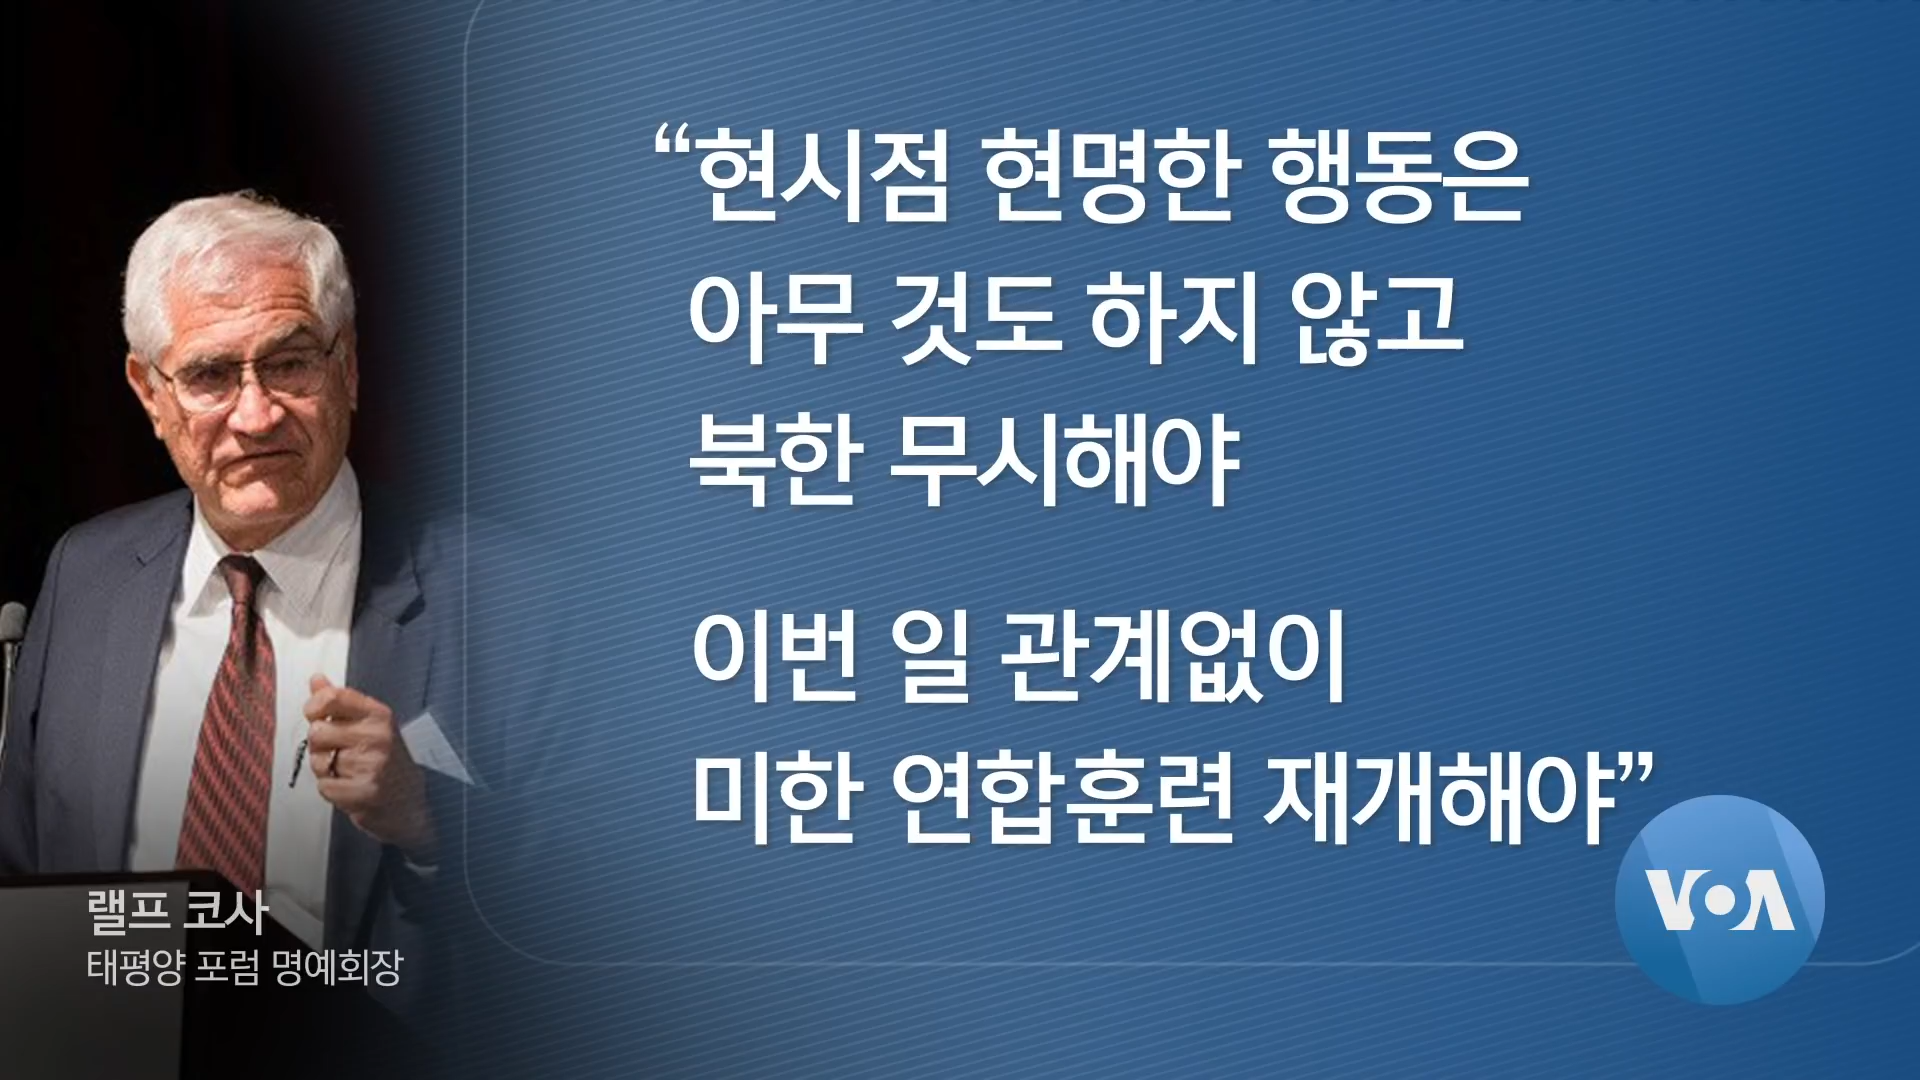 “현시점 현명한 행동은
아무 것도 하지 않고
북한 무시해야
이번 일 관계없이
미한 연합훈련 재개해야”
랠프 코사
태평양 포럼 명예회장
VOA